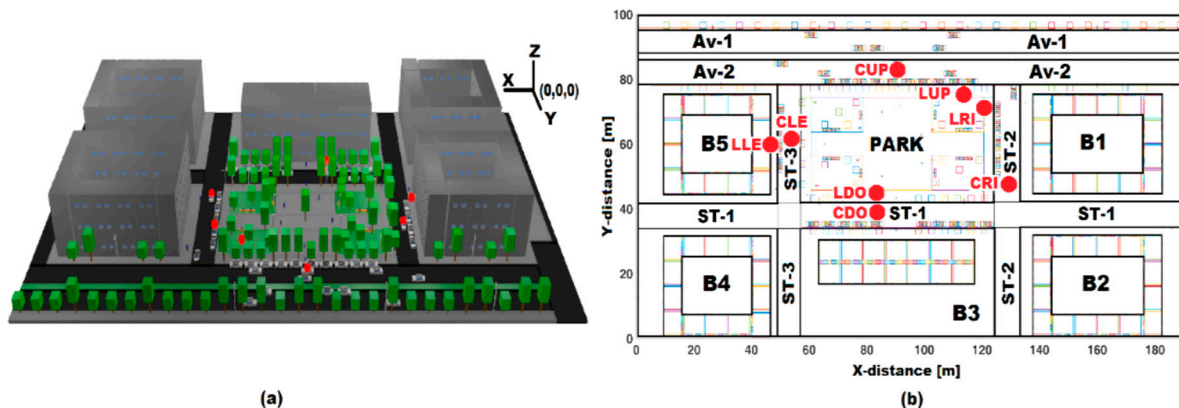 Z
X
(0,0,0)
Y
(a)
100
80
60
40
20
0
Y-distance [m]
Av-1
Av-1
Av-2
CUP
Av-2
LUP
CLE
LRI
B5
LLE
ST-3
PARK
ST-2
B1
CRI
LDO
ST-1
CDO
ST-1
ST-1
B4
ST-3
B3
ST-2
B2
0
20
40
60
80
100
120
140
160
180
X-distance [m]
(b)